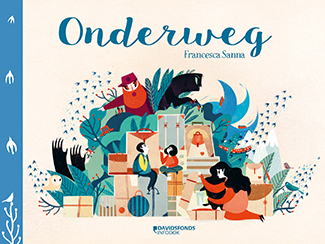 Onderweg
Francesca Sanna
DAVIDSFONDS
INFODOK